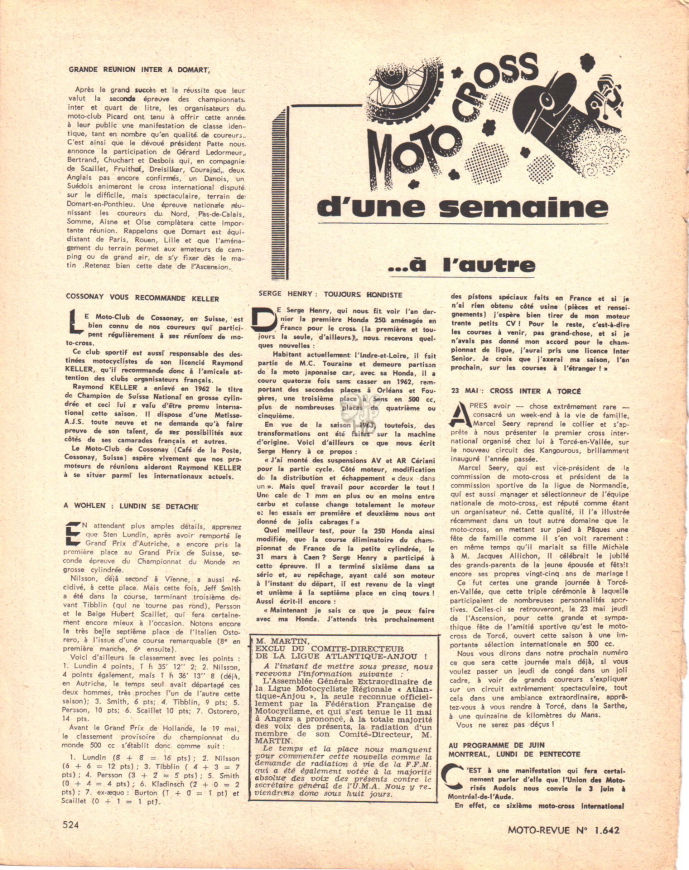 GRANDE REUNION INTER A DOMART,
Après le grand succès et la réussite que leur
valut la seconde épreuve des championnats
inter et quart de litre, les organisateurs du
moto-club Picard ont tenu à offrir cette année
à leur public une manifestation de classe iden-
tique, tant en nombre qu'en qualité de coureurs.
C'est ainsi que le dévoué président Patte nous
annonce la participation de Gérard Ledormeur,
Bertrand, Chuchart et Desbois qui, en compagnie
de Scaillet, Fruithof, Dreisilker, Courajod, deux
Anglais pas encore confirmés, un Danois, un
Suédois animeront le cross international disputé
sur le difficile, mais spectaculaire, terrain de
Domart-en-Ponthieu. Une épreuve nationale réu-
nissant les coureurs du Nord, Pas-de-Calais,
Somme, Aisne et Oise complètera cette impor-
tante réunion. Rappelons que Domart est équi-
distant de Paris, Rouen, Lille et que l'aména-
gement du terrain permet aux amateurs de cam-
ping ou de grand air, de s'y fixer dès le ma-
tin .Retenez bien cette date de l'Ascension.
MOTO CROSS
d'une semaine
...à l'autre
COSSONAY VOUS RECOMMANDE KELLER
LE Moto-Club de Cossonay, en Suisse, est
bien connu de nos coureurs qui partici-
pent régulièrement à ses réunions de mo-
to-cross.
Ce club sportif est aussi responsable des des-
tinées motocyclistes de son licencié Raymond
KELLER, qu'il recommande donc à l'amicale at-
tention des clubs organisateurs français.
Raymond KELLER a enlevé en 1962 le titre
de Champion de Suisse National en grosse cylin-
drée et ceci lui a valu d'être promu interna-
tional cette saison. Il dispose d'une Metisse-
A.J.S. toute neuve et ne demande qu'à faire
preuve de son talent, de ses possibilités aux
côtés de ses camarades français et autres.
Le Moto-Club de Cossonay (Café de la Poste,
Cossonay, Suisse) espère vivement que nos pro-
moteurs de réunions aideront Raymond KELLER
à se situer parmi les internationaux actuels.
A WOHLEN : LUNDIN SE DETACHE
EN attendant plus amples détails, apprenez
que Sten Lundin, après avoir remporté le
Grand Prix d'Autriche, a encore pris la
première place au Grand Prix de Suisse, se-
conde épreuve du Championnat du Monde en
grosse cylindrée.
Nilsson, déjà second à Vienne, a aussi ré-
cidivé, à cette place. Mais cette fois, Jeff Smith
a été dans la course, terminant troisième de-
vant Tibblin (qui ne tourne pas rond), Persson
et le Belge Hubert Scaillet, qui fera certaine-
ment encore mieux à l'occasion. Notons encore
la très belle septième place de l'Italien Osto-
rero, à l'issue d'une course remarquable (8e en
première manche, 6e ensuite).
Voici d'ailleurs le classement avec les points :
1. Lundin 4 points, 1 h 35' 12" 2; 2. Nilsson,
4 points également, mais 1 h 36' 13" 8 (déjà,
en Autriche, le temps seul avait départagé ces
deux hommes, très proches l'un de l'autre cette
saison); 3. Smith, 6 pts; 4. Tibblin, 9 pts; 5.
Persson, 10 pts; 6. Scaillet 10 pts; 7. Ostorero,
14 pts.
Avant le Grand Prix de Hollande, le 19 mai,
le classement provisoire du championnat du
monde 500 cc s'établit donc comme suit :
1. Lundin (8 + 8 = 16 pts) ; 2. Nilsson
(6 + 6 = 12 pts) ; 3. Tibblin ( 4 + 3 = 7
pts) ; 4. Persson (3 + 2 = 5 pts) ; 5. Smith
(0 + 4 = 4 pts) ; 6. Kladinsch (2 + 0 = 2
pts) ; 7. ex-æquo : Burton (1 + 0 = 1 pt) et
Scaillet (0 + 1 = 1 pt).
524
SERGE HENRY : TOUJOURS HONDISTE
DE Serge Henry, qui nous fit voir l'an der-
nier la première Honda 250 aménagée en
France pour le cross. (la première et tou-
jours la seule, d'ailleurs), nous recevons quel-
ques nouvelles :
Habitant actuellement l'Indre-et-Loire, il fait
partie de M.C. Touraine et demeure partisan
de la moto japonaise car, avec sa Honda, il a
couru quatorze fois sans casser en 1962, rem-
portant des secondes places à Orléans et Fou-
gères, une troisième place à Sens en 500 cc,
plus de nombreuses places en quatrième ou
cinquième.
En vue de la saison 1963, toutefois, des
transformations ont été faites sur la machine
d'origine. Voici d'ailleurs ce que nous écrit
Serge Henry à ce propos :
« J'ai monté des suspensions AV et AR Cériani
pour la partie cycle. Côté moteur, modification
de la distribution et échappement « deux dans
un ». Mais quel travail pour accorder le tout !
Une cale de 1 mm en plus ou en moins entre
carbu et culasse change totalement le moteur
et les essais en première et deuxième nous ont
donné de jolis cabrages ! »
Quel meilleur test, pour la 250 Honda ainsi
modifiée, que la course éliminatoire du cham-
pionnat de France de la petite cylindrée, le
31 mars à Caen ? Serge Henry a participé à
cette épreuve. Il a terminé sixième dans sa
série et, au repêchage, ayant calé son moteur
à l'instant du départ, il est revenu de la vingt
et unième à la septième place en cinq tours !
Aussi écrit-il encore :
« Maintenant je sais ce que je peux faire
avec ma Honda. J'attends très prochainement
M. MARTIN,
EXCLU DU COMITE-DIRECTEUR
DE LA LIGUE ATLANTIQUE-ANJOU !
A l'instant de mettre sous presse, nous
recevons l'information suivante :
L'Assemblée Générale Extraordinaire de
la Ligue Motocycliste Régionale « Atlan-
tique-Anjou », la seule reconnue officiel-
lement par la Fédération Française de
Motocyclisme, et qui s'est tenue le 11 mai
à Angers a prononcé, à la totale majorité
des voix des présents, la radiation d'un
membre de son Comité-Directeur, M.
MARTIN.
Le temps et la place nous manquent
pour commenter cette nouvelle comme la
demande de radiation à vie de la F.F.M.
qui a été également votée à la majorité
absolue des voix des présents contre le
secrétaire général de l'U.M.A. Nous y re-
viendrons donc sous huit jours.
des pistons spéciaux faits en France et si je
n'ai rien obtenu côté usine (pièces et rensei-
gnements) j'espère bien tirer de mon moteur
trente petits CV ! Pour le reste, c'est-à-dire
les courses à venir, pas grand-chose, et si je
n'avais pas donné mon accord pour le cham-
pionnat de ligue, j'aurai pris une licence Inter
Senior. Je crois que j'axerai ma saison, l'an
prochain, sur les courses à l'étranger ! »
23 MAI : CROSS INTER A TORCÉ
APRES avoir — chose extrêmement rare —
consacré un week-end à la vie de famille,
Marcel Seery reprend le collier et s'ap-
prête à nous présenter le premier cross inter-
national organisé chez lui à Torcé-en-Vallée, sur
le nouveau circuit des Kangourous, brillamment
inauguré l'année passée.
Marcel Seery, qui est vice-président de la
commission de moto-cross et président de la
commission sportive de la ligue de Normandie,
qui est aussi manager et sélectionneur de l'équipe
nationale de moto-cross, est réputé comme étant
un organisateur né. Cette qualité, il l'a illustrée
récemment dans un tout autre domaine que le
moto-cross, en mettant sur pied à Pâques une
fête de famille comme il s'en voit rarement :
en même temps qu'il mariait sa fille Michèle
à M. Jacques Allichon, il célébrait le jubilé
des grands-parents de la jeune épousée et fêtait
encore ses propres vingt-cinq ans de mariage !
Ce fut certes une grande journée à Torcé-
en-Vallée, que cette triple cérémonie à laquelle
participaient de nombreuses personnalités spor-
tives. Celles-ci se retrouveront, le 23 mai jeudi
de l'Ascension, pour cette grande et sympa-
thique fête de l'amitié sportive qu'est le moto-
cross de Torcé, ouvert cette saison à une im-
portante sélection internationale en 500 cc.
Nous vous dirons dans notre prochain numéro
ce que sera cette journée mais déjà, si vous
voulez passer un jeudi de congé dans un joli
cadre, à voir de grands coureurs s'expliquer
sur un circuit extrêmement spectaculaire, tout
cela dans une ambiance extraordinaire, apprê-
tez-vous à vous rendre à Torcé, dans la Sarthe,
à une quinzaine de kilomètres du Mans.
Vous ne serez pas déçus !
AU PROGRAMME DE JUIN
MONTREAL, LUNDI DE PENTECOTE
C'EST à une manifestation qui fera certai-
nement parler d'elle que l'Union des Moto-
risés Audois nous convie le 3 juin à
Montréal-de-l'Aude.
En effet, ce sixième moto-cross international
MOTO-REVUE N° 1.642